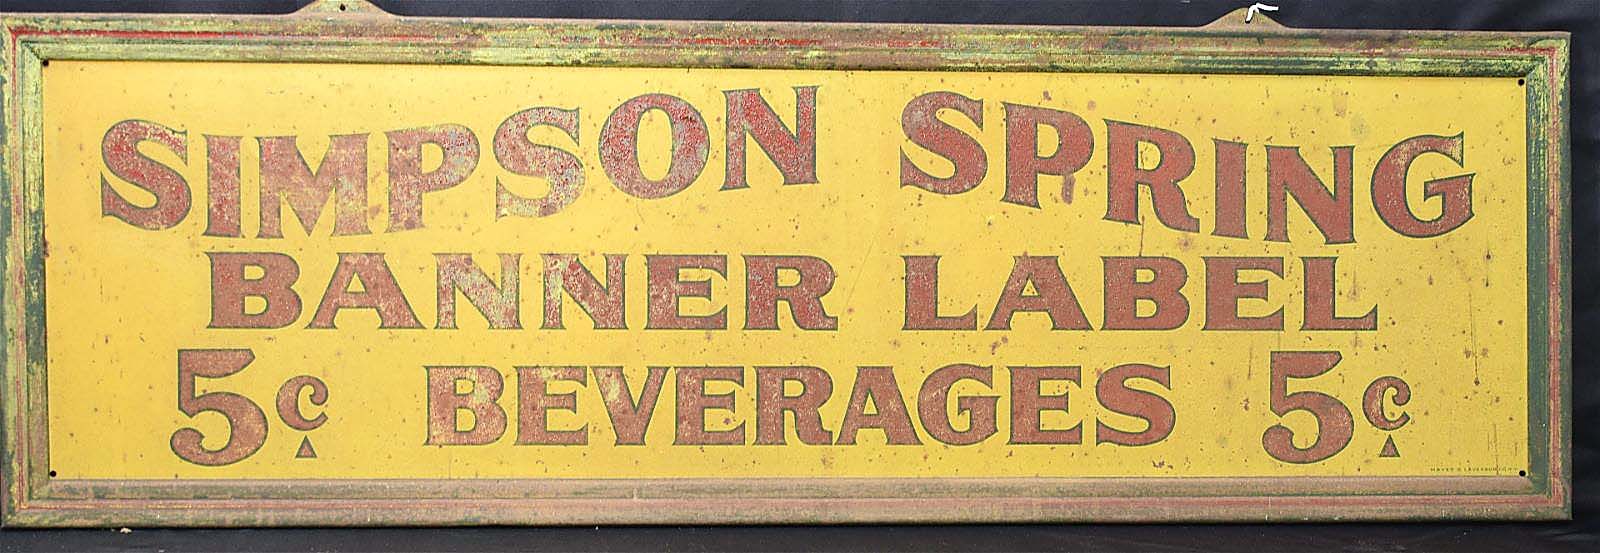 SIMPSON SPRING
BANNER LABEL
5¢ BEVERAGES 5¢